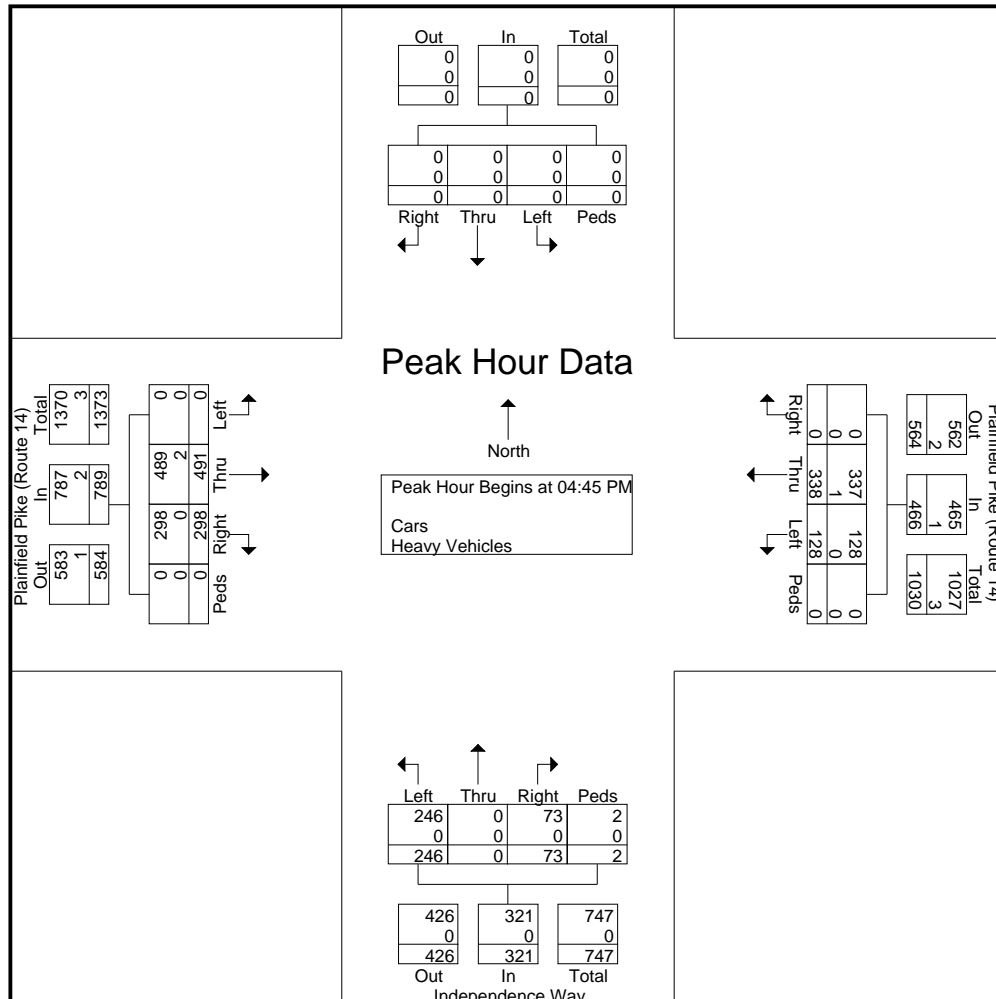 Out In Total
0 0 0
0 0 0
0 0 0
0 0 0 0
0 0 0 0
0 0 0 0
Right Thru Left Peds
Peak Hour Data
North
Peak Hour Begins at 04:45 PM
Cars
Heavy Vehicles
Plainfield Pike (Route 14)
Out In Total
583 787 1370
1 2 3
584 789 1373
0 298 489 0
0 0 2 0
0 298 491 0
Peds Right Thru Left
Plainfield Pike (Route 14)
Out In Total
562 465 1027
2 1 3
564 466 1030
0 337 128 0
0 1 0 0
0 338 128 0
Right Thru Left Peds
Left Thru Right Peds
246 0 73 2
0 0 0 0
246 0 73 2
426 321 747
0 0 0
426 321 747
Out In Total
Independence Way